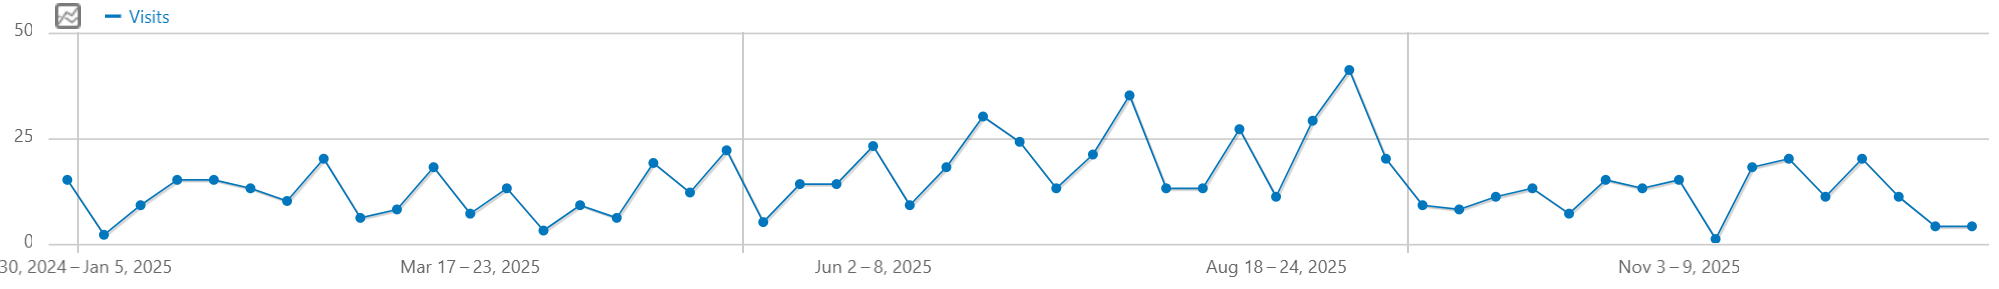 Visits
50
25
0
30, 2024 – Jan 5, 2025
Mar 17 – 23, 2025
Jun 2 – 8, 2025
Aug 18 – 24, 2025
Nov 3 – 9, 2025